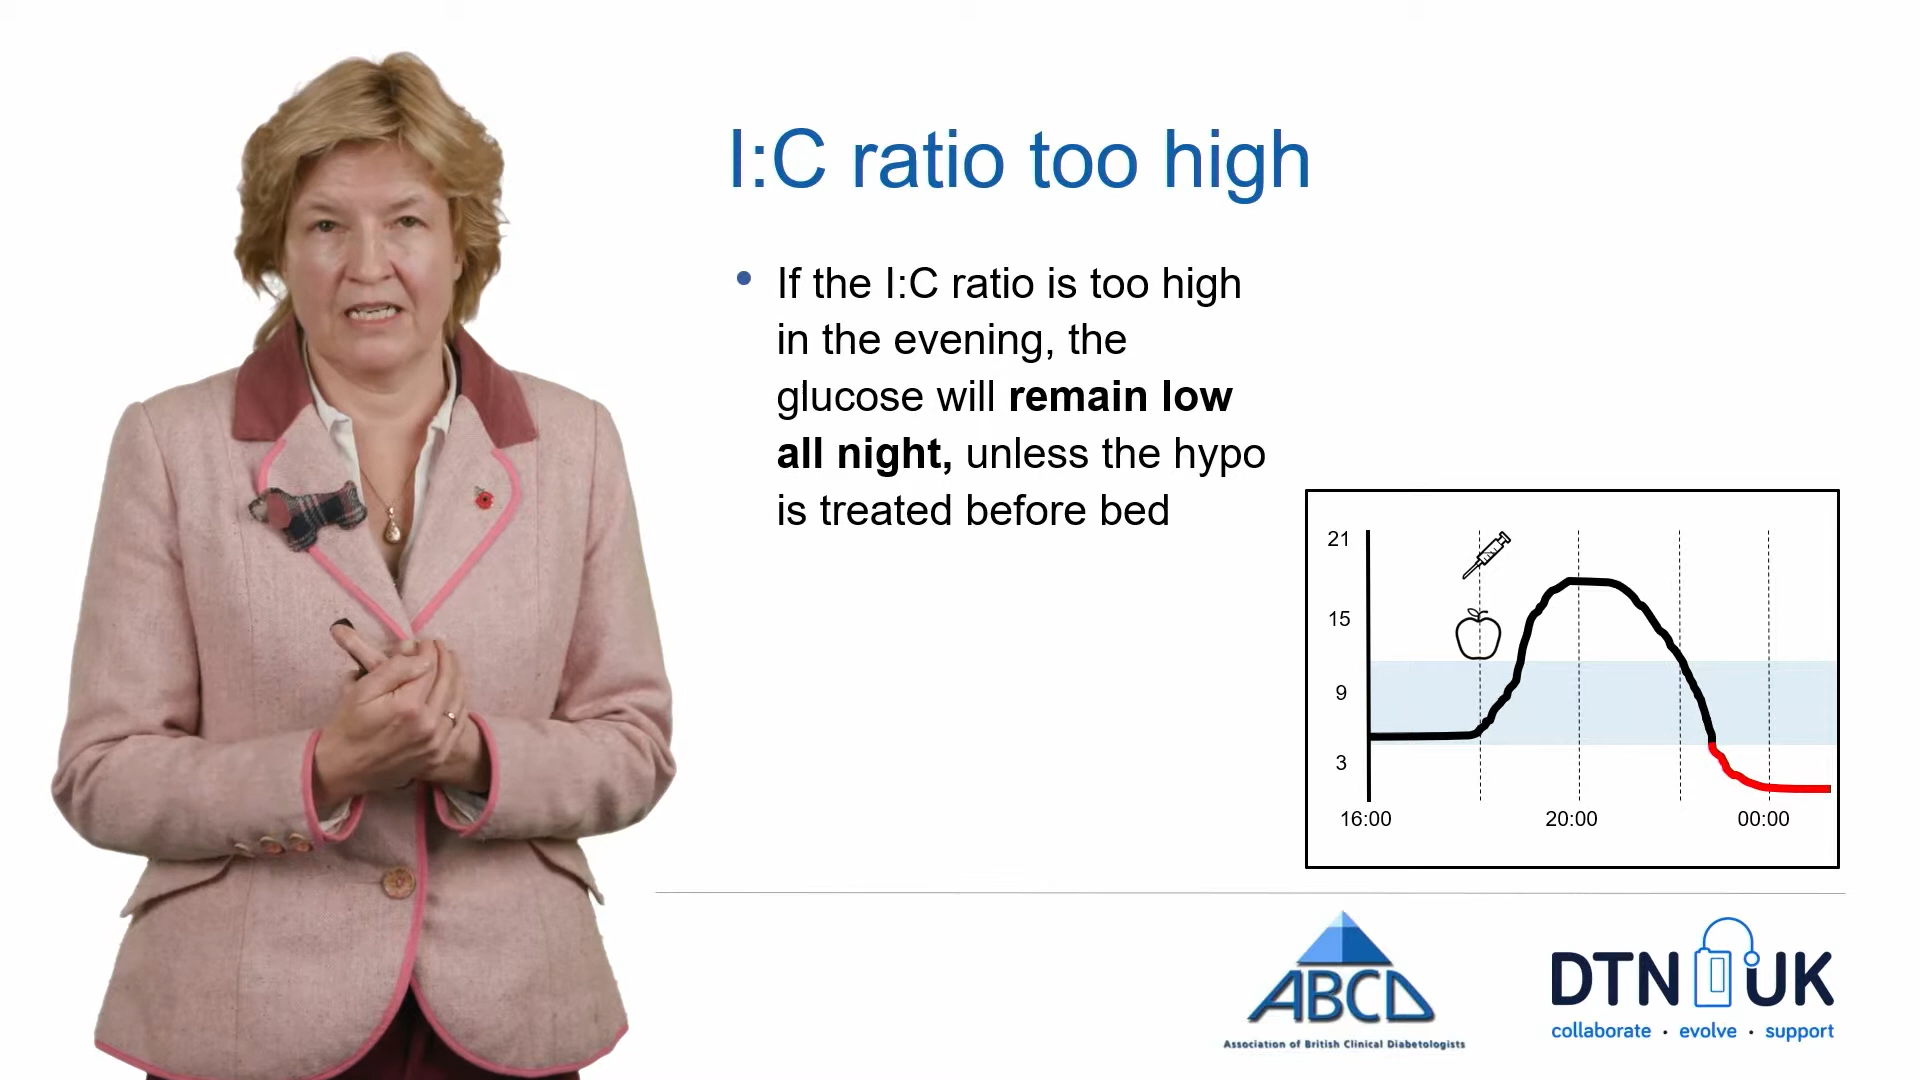 I:C ratio too high
• If the I:C ratio is too high
in the evening, the
glucose will remain low
all night, unless the hypo
is treated before bed
21
15
9
3
16:00
20:00
00:00
ABCD
Association of British Clinical Diabetologists
DTN UK
collaborate · evolve · support